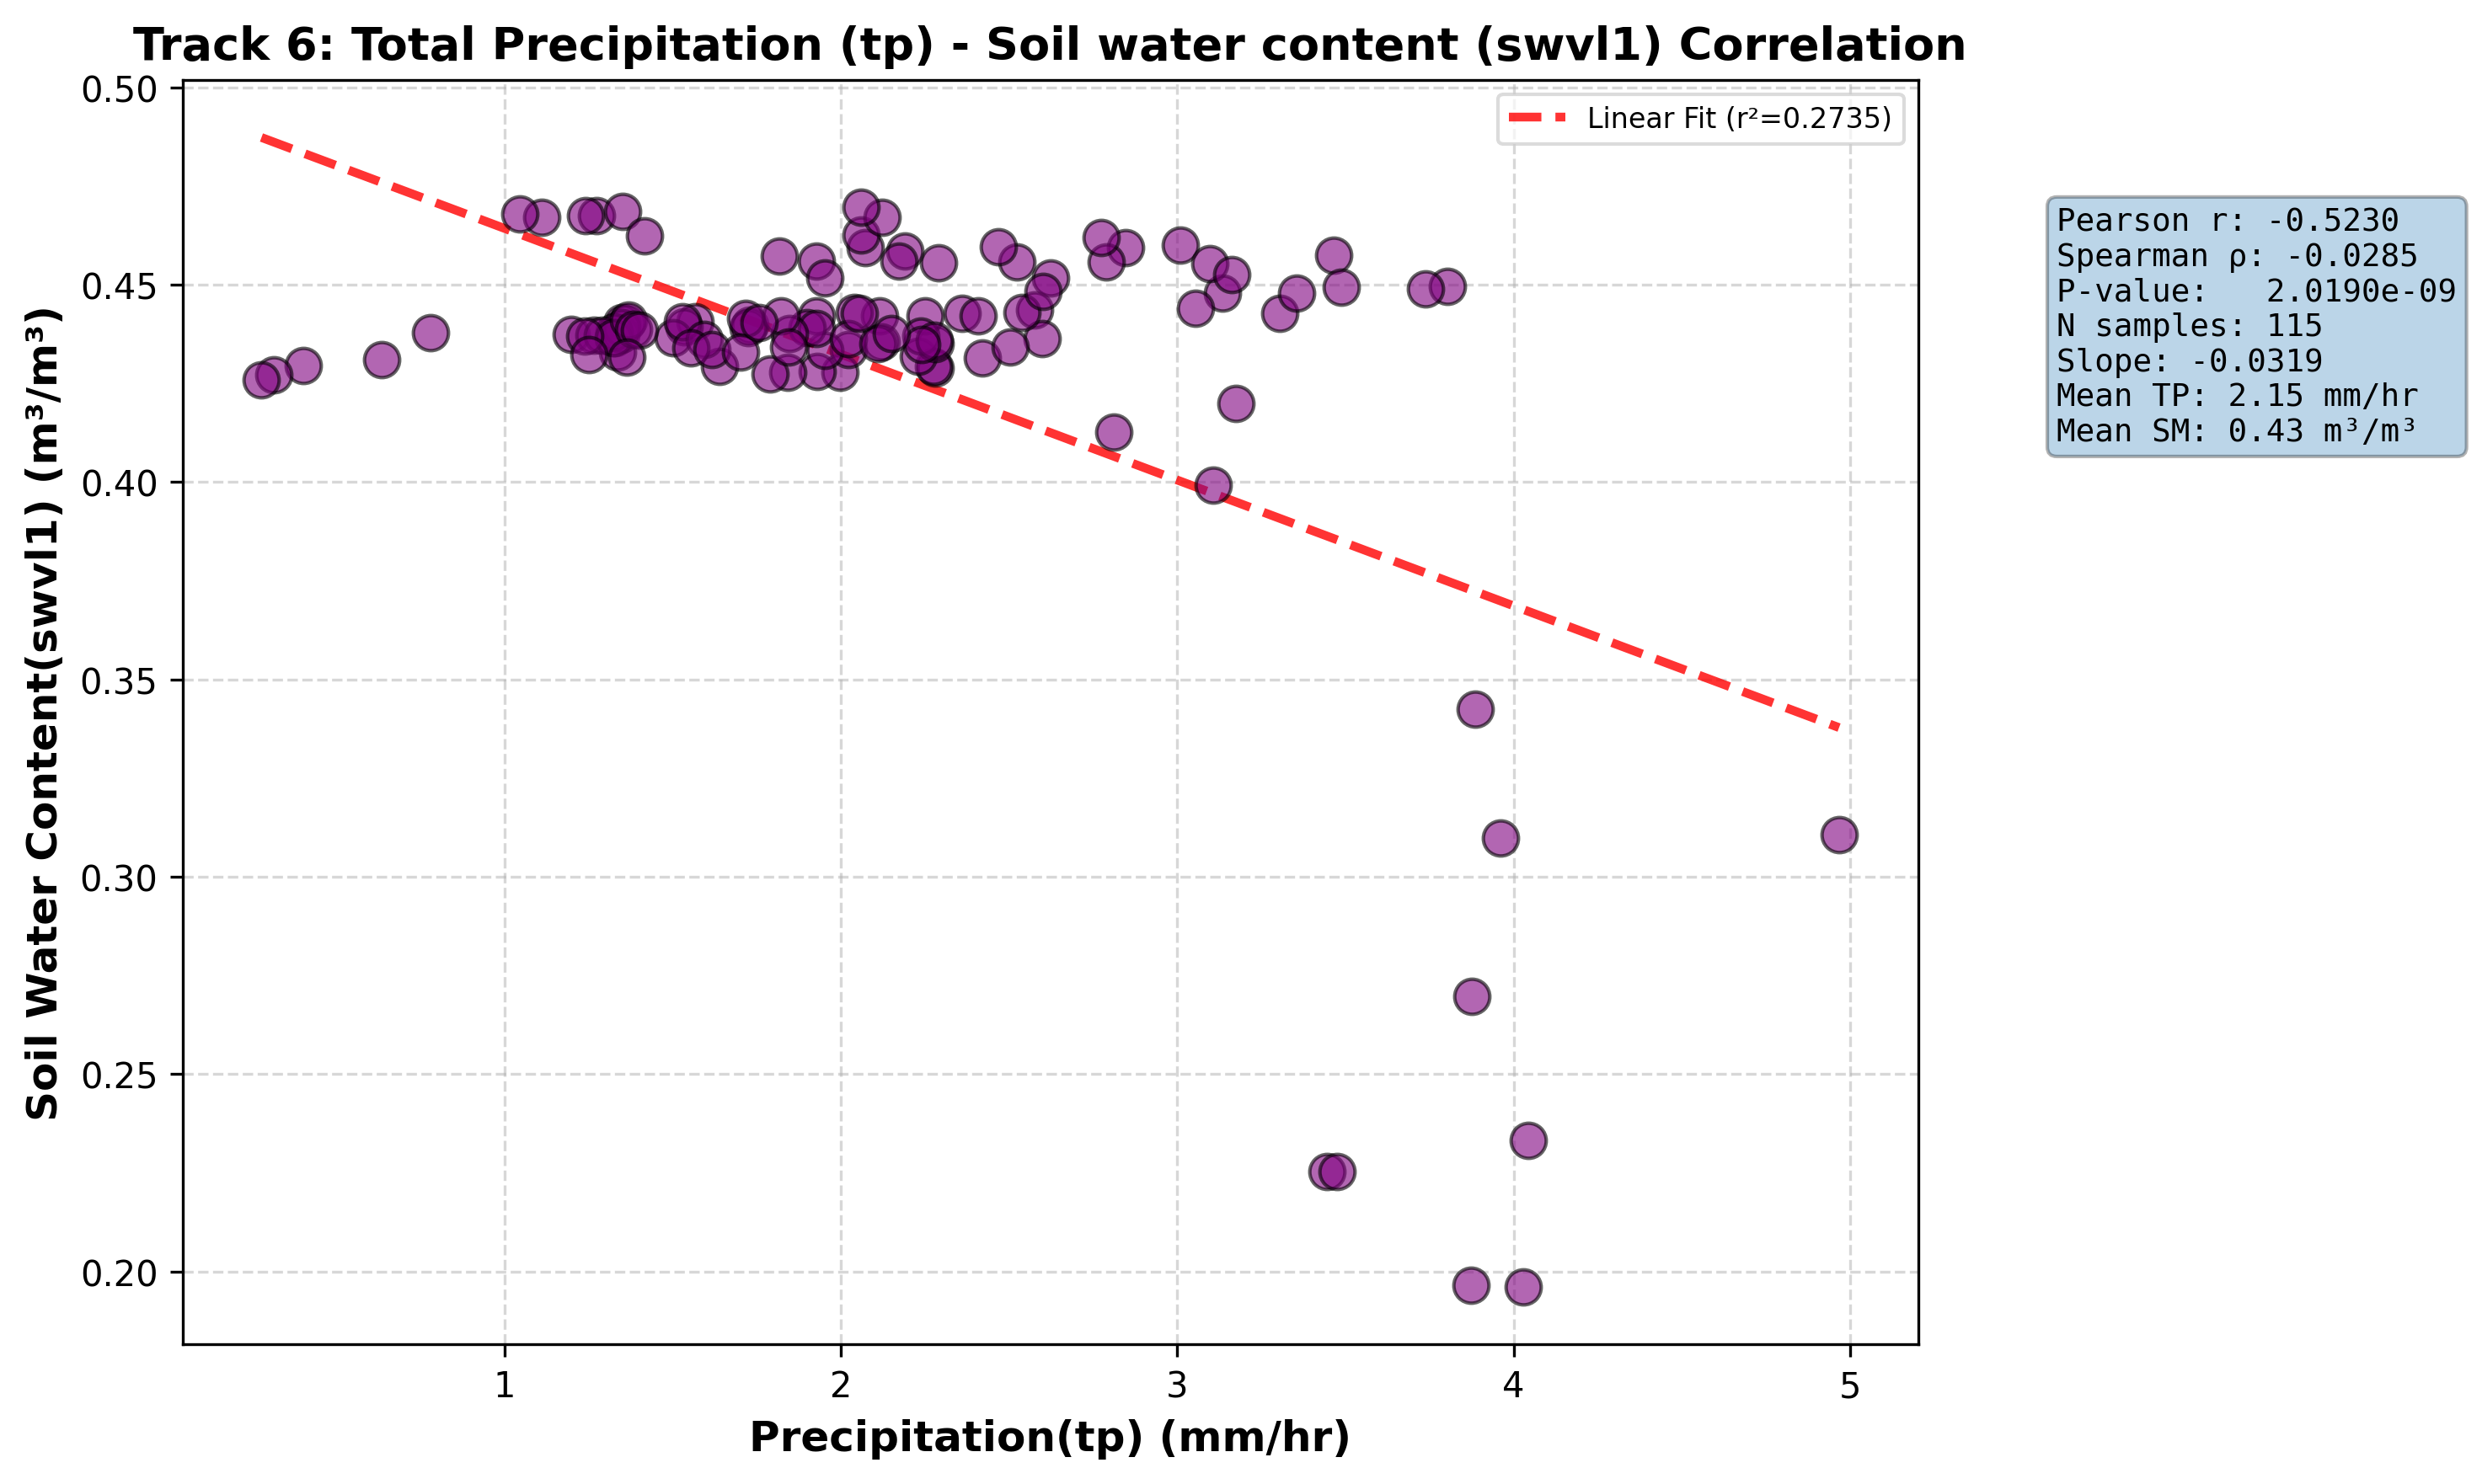 Track 6: Total Precipitation (tp) - Soil water content (swvl1) Correlation
Soil Water Content(swvl1) (m³/m³)
0.50
0.45
0.40
0.35
0.30
0.25
0.20
Linear Fit (r²=0.2735)
Pearson r: -0.5230
Spearman ρ: -0.0285
P-value:   2.0190e-09
N samples: 115
Slope: -0.0319
Mean TP: 2.15 mm/hr
Mean SM: 0.43 m³/m³
1 2 3 4 5
Precipitation(tp) (mm/hr)